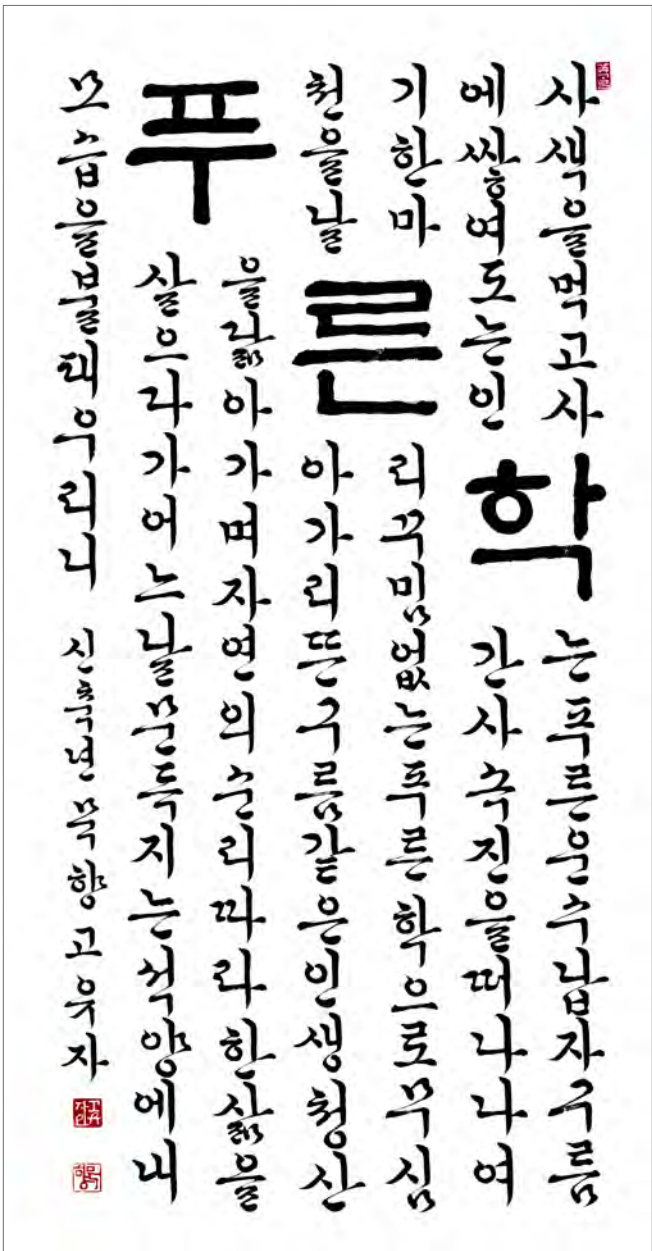 푸른학
사색을먹고사는푸른운수납자구름
에쌓여도는인간사속진을떠나나여
기한마리꾸밈없는푸른학으로무심
천을날아가리뜬구름같은인생청산
을닮아가며자연의순리따라한삶을
살으라가어느날문득지는석양에내
모습을불태우리니
신축년묵향고옥자